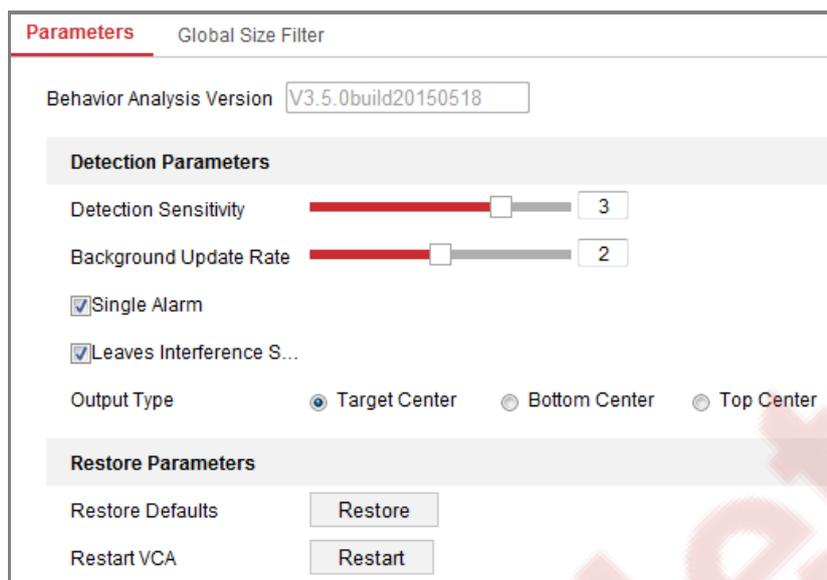 Parameters Global Size Filter
Behavior Analysis Version V3.5.0build20150518
Detection Parameters
Detection Sensitivity 3
Background Update Rate 2
Single Alarm
Leaves Interference S...
Output Type Target Center Bottom Center Top Center
Restore Parameters
Restore Defaults Restore
Restart VCA Restart